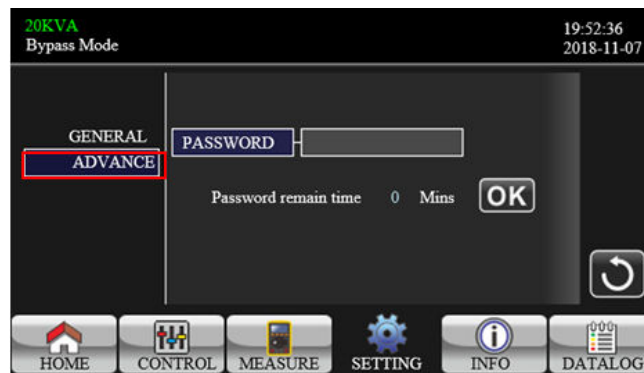 20KVA
Bypass Mode
19:52:36
2018-11-07
GENERAL
ADVANCE
PASSWORD
Password remain time 0 Mins OK
HOME CONTROL MEASURE SETTING INFO DATALOG